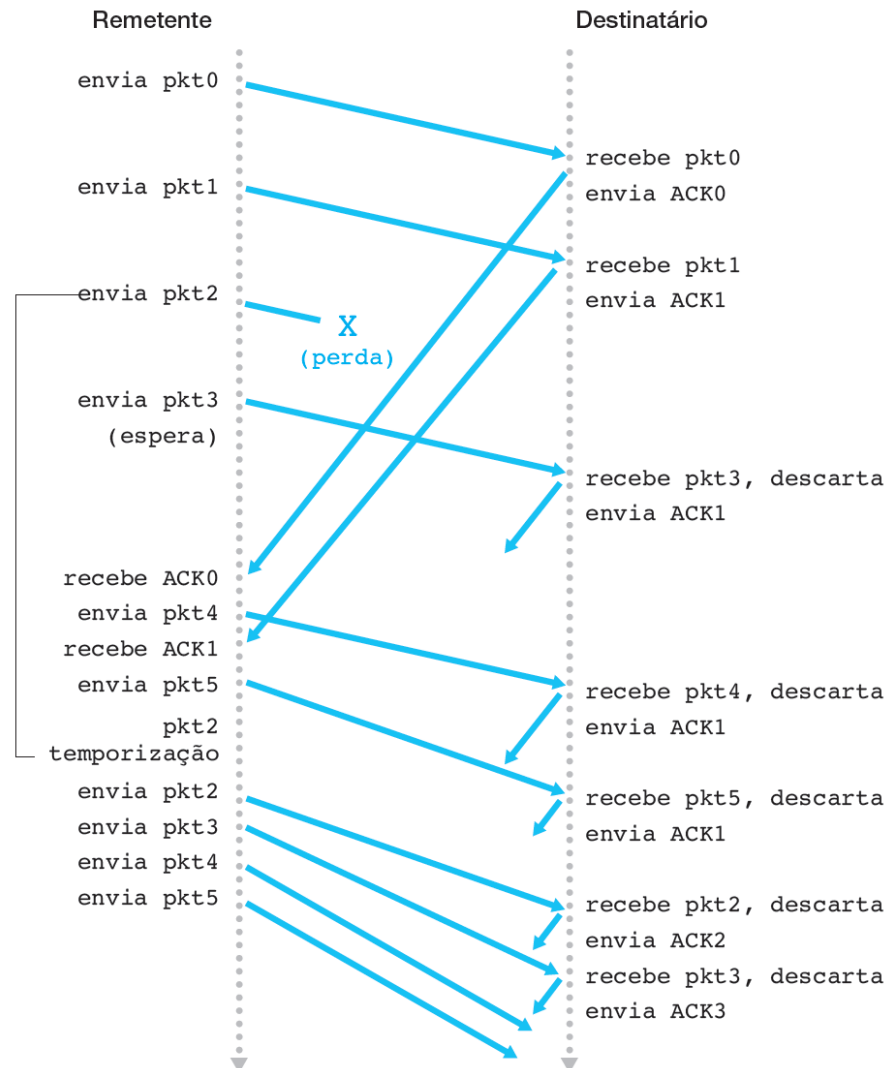 Remetente
Destinatário
envia pkt0
recebe pkt0
envia pkt1
envia ACK0
recebe pkt1
envia pkt2
envia ACK1
X
(perda)
envia pkt3
(espera)
recebe pkt3, descarta
envia ACK1
recebe ACK0
envia pkt4
recebe ACK1
envia pkt5
recebe pkt4, descarta
pkt2
envia ACK1
temporização
envia pkt2
recebe pkt5, descarta
envia pkt3
envia ACK1
envia pkt4
envia pkt5
recebe pkt2, descarta
envia ACK2
recebe pkt3, descarta
envia ACK3